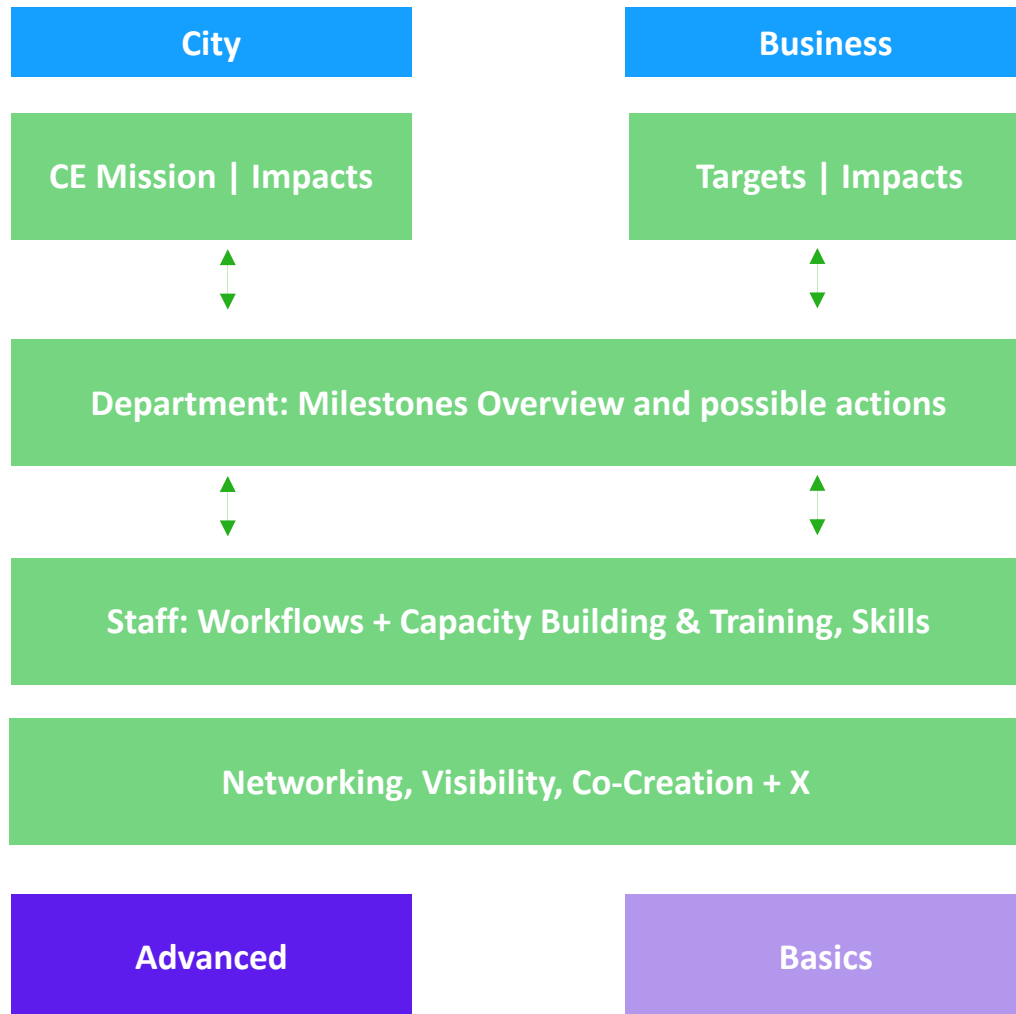 City
Business
CE Mission | Impacts
Targets | Impacts
Department: Milestones Overview and possible actions
Staff: Workflows + Capacity Building & Training, Skills
Networking, Visibility, Co-Creation + X
Advanced
Basics